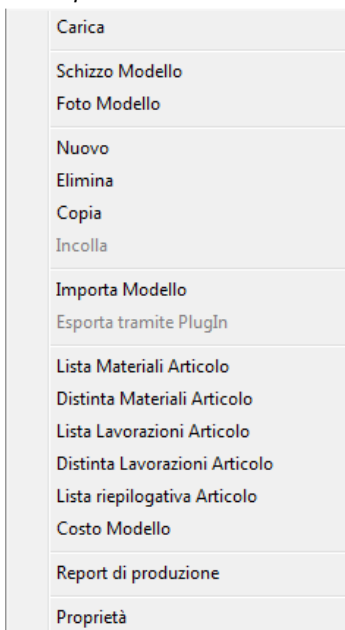 Carica
Schizzo Modello
Foto Modello
Nuovo
Elimina
Copia
Incolla
Importa Modello
Esporta tramite PlugIn
Lista Materiali Articolo
Distinta Materiali Articolo
Lista Lavorazioni Articolo
Distinta Lavorazioni Articolo
Lista riepilogativa Articolo
Costo Modello
Report di produzione
Proprietà